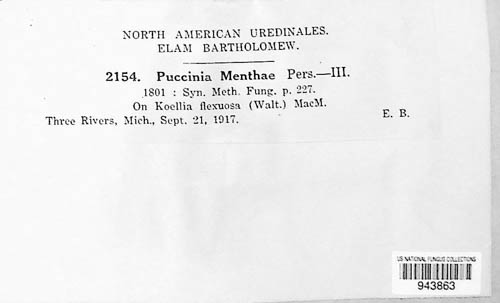 NORTH AMERICAN UREDINALES.
ELAM BARTHOLOMEW.
2154. Puccinia Menthae Pers.—III.
1801 : Syn. Meth. Fung. p. 227.
On Koellia flexuosa (Walt.) MacM.
Three Rivers, Mich., Sept. 21, 1917. E. B.
US NATIONAL FUNGUS COLLECTIONS
943863